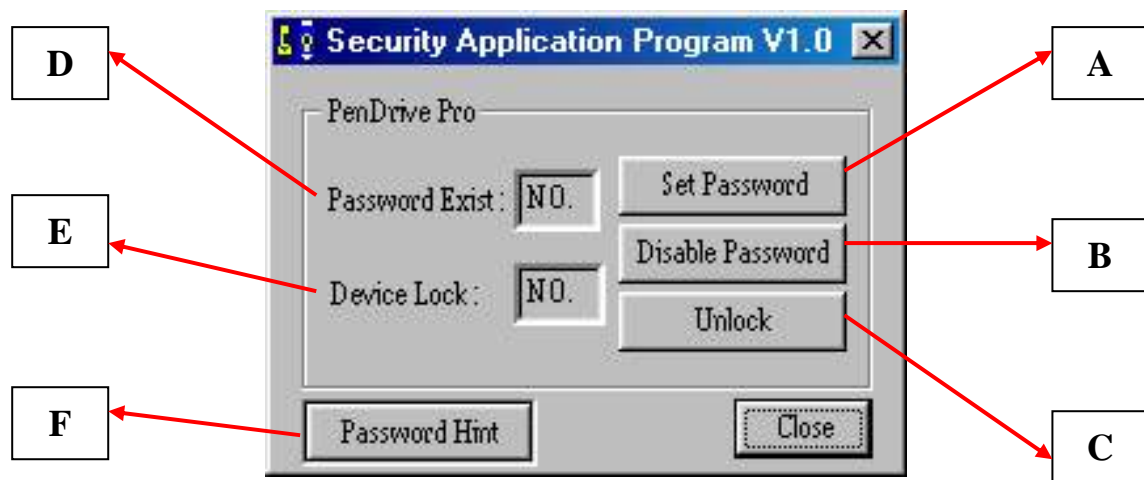 Security Application Program V1.0
D
A
PenDrive Pro
Password Exist : NO.
Set Password
E
Disable Password
B
Device Lock : NO.
Unlock
F
Password Hint
Close
C